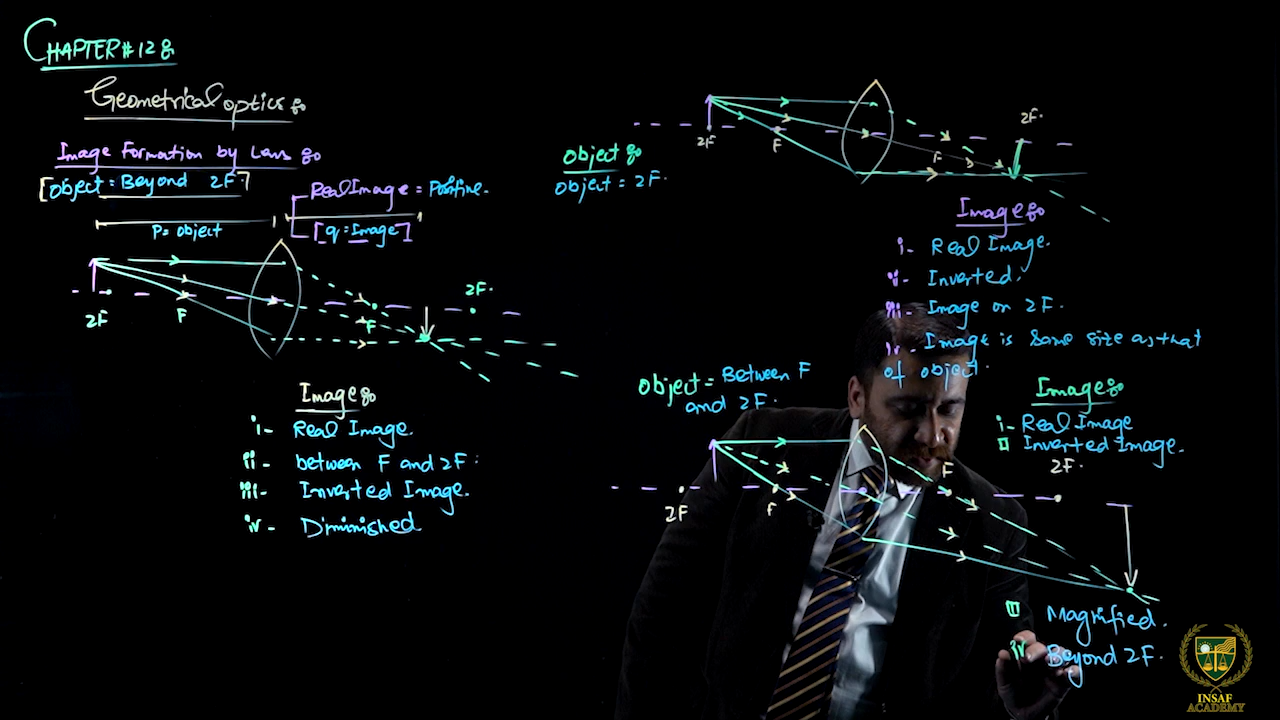 CHAPTER#12
Geometrical optics
Image Formation by Lans
[Object = Beyond 2F.]
Real Image = Positive.
P = object
[q = Image]
2F
F
F
2F.
Image
i- Real Image.
ii- between F and 2F.
iii- Inverted Image.
iv- Diminished
Object
object = 2F.
2F
F
F
2F.
Image
i- Real Image.
ii- Inverted.
iii- Image on 2F.
iv- Image is same size as that
of object.
Object = Between F
and 2F.
2F
F
F
2F.
Image
i- Real Image
ii Inverted Image.
Magnified.
iv Beyond 2F.
INSAF
ACADEMY